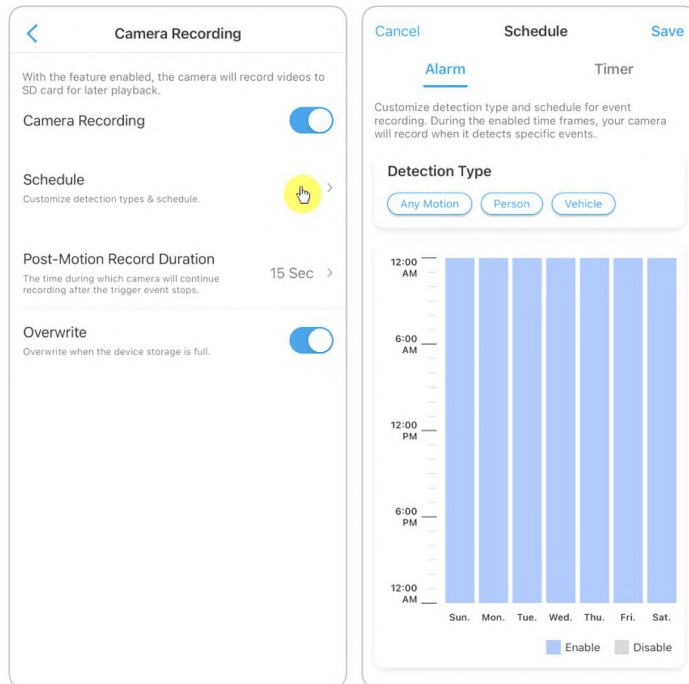 Camera Recording
With the feature enabled, the camera will record videos to
SD card for later playback.
Camera Recording
Schedule
Customize detection types & schedule.
Post-Motion Record Duration
The time during which camera will continue
recording after the trigger event stops.
15 Sec
Overwrite
Overwrite when the device storage is full.
Cancel
Schedule
Save
Alarm
Timer
Customize detection type and schedule for event
recording. During the enabled time frames, your camera
will record when it detects specific events.
Detection Type
Any Motion
Person
Vehicle
12:00
AM
6:00
AM
12:00
PM
6:00
PM
12:00
AM
Sun. Mon. Tue. Wed. Thu. Fri. Sat.
Enable
Disable